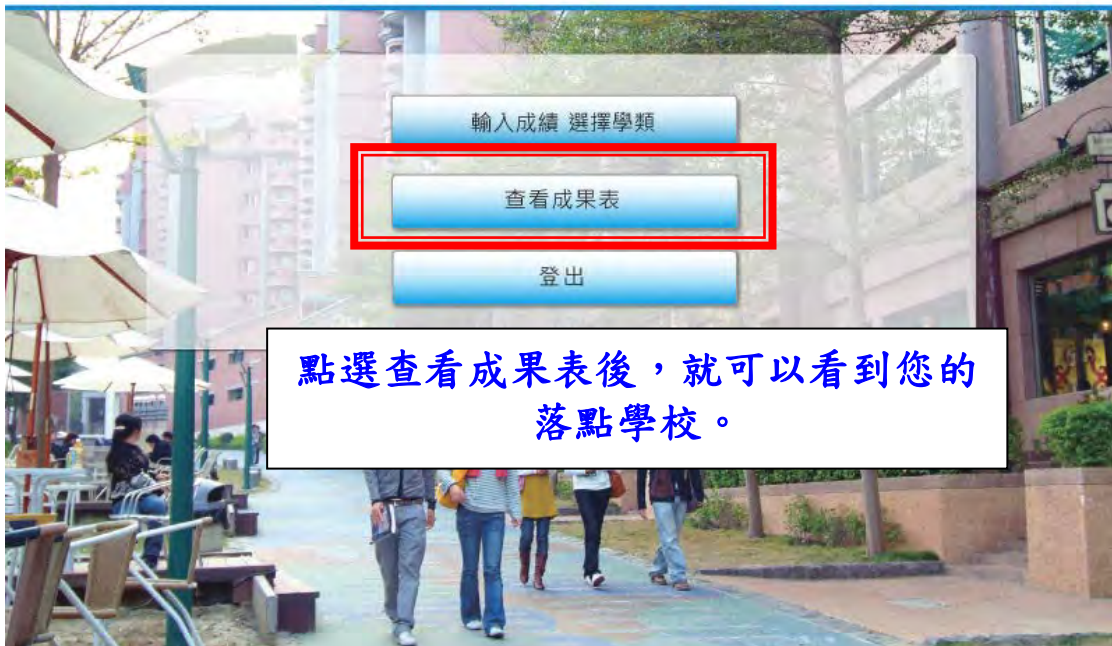 輸入成績 選擇學類
查看成果表
登出
點選查看成果表後，就可以看到您的
落點學校。